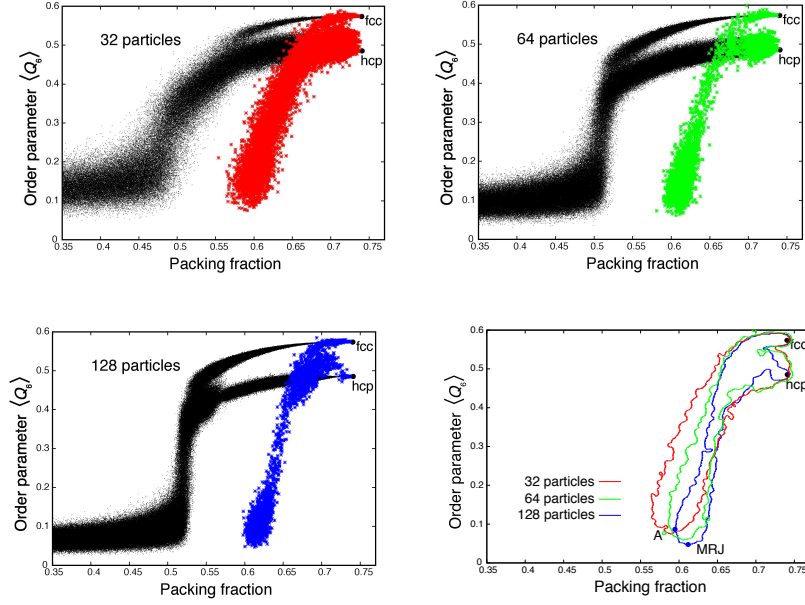 0.6
0.5
0.4
0.3
0.2
0.1
0
Order parameter ⟨Q6⟩
32 particles
fcc
hcp
0.35 0.4 0.45 0.5 0.55 0.6 0.65 0.7 0.75
Packing fraction
0.6
0.5
0.4
0.3
0.2
0.1
0
Order parameter ⟨Q6⟩
64 particles
fcc
hcp
0.35 0.4 0.45 0.5 0.55 0.6 0.65 0.7 0.75
Packing fraction
0.6
0.5
0.4
0.3
0.2
0.1
0
Order parameter ⟨Q6⟩
128 particles
fcc
hcp
0.35 0.4 0.45 0.5 0.55 0.6 0.65 0.7 0.75
Packing fraction
0.6
0.5
0.4
0.3
0.2
0.1
0
Order parameter ⟨Q6⟩
fcc
hcp
32 particles
64 particles
128 particles
A
MRJ
0.5 0.55 0.6 0.65 0.7 0.75
Packing fraction